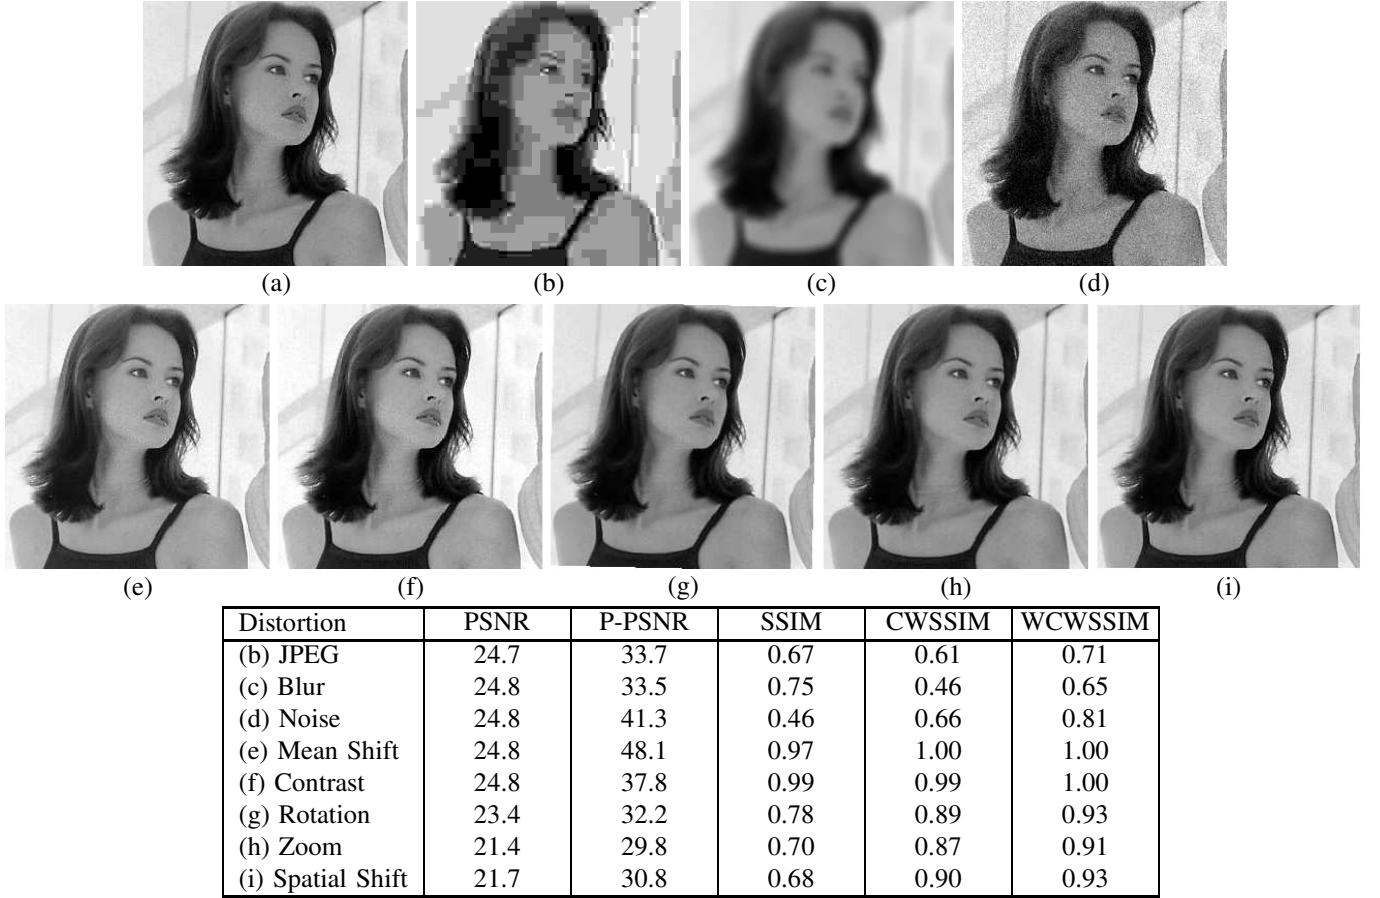 (a) (b) (c) (d)
(e) (f) (g) (h) (i)
Distortion PSNR P-PSNR SSIM CWSSIM WCWSSIM
(b) JPEG 24.7 33.7 0.67 0.61 0.71
(c) Blur 24.8 33.5 0.75 0.46 0.65
(d) Noise 24.8 41.3 0.46 0.66 0.81
(e) Mean Shift 24.8 48.1 0.97 1.00 1.00
(f) Contrast 24.8 37.8 0.99 0.99 1.00
(g) Rotation 23.4 32.2 0.78 0.89 0.93
(h) Zoom 21.4 29.8 0.70 0.87 0.91
(i) Spatial Shift 21.7 30.8 0.68 0.90 0.93